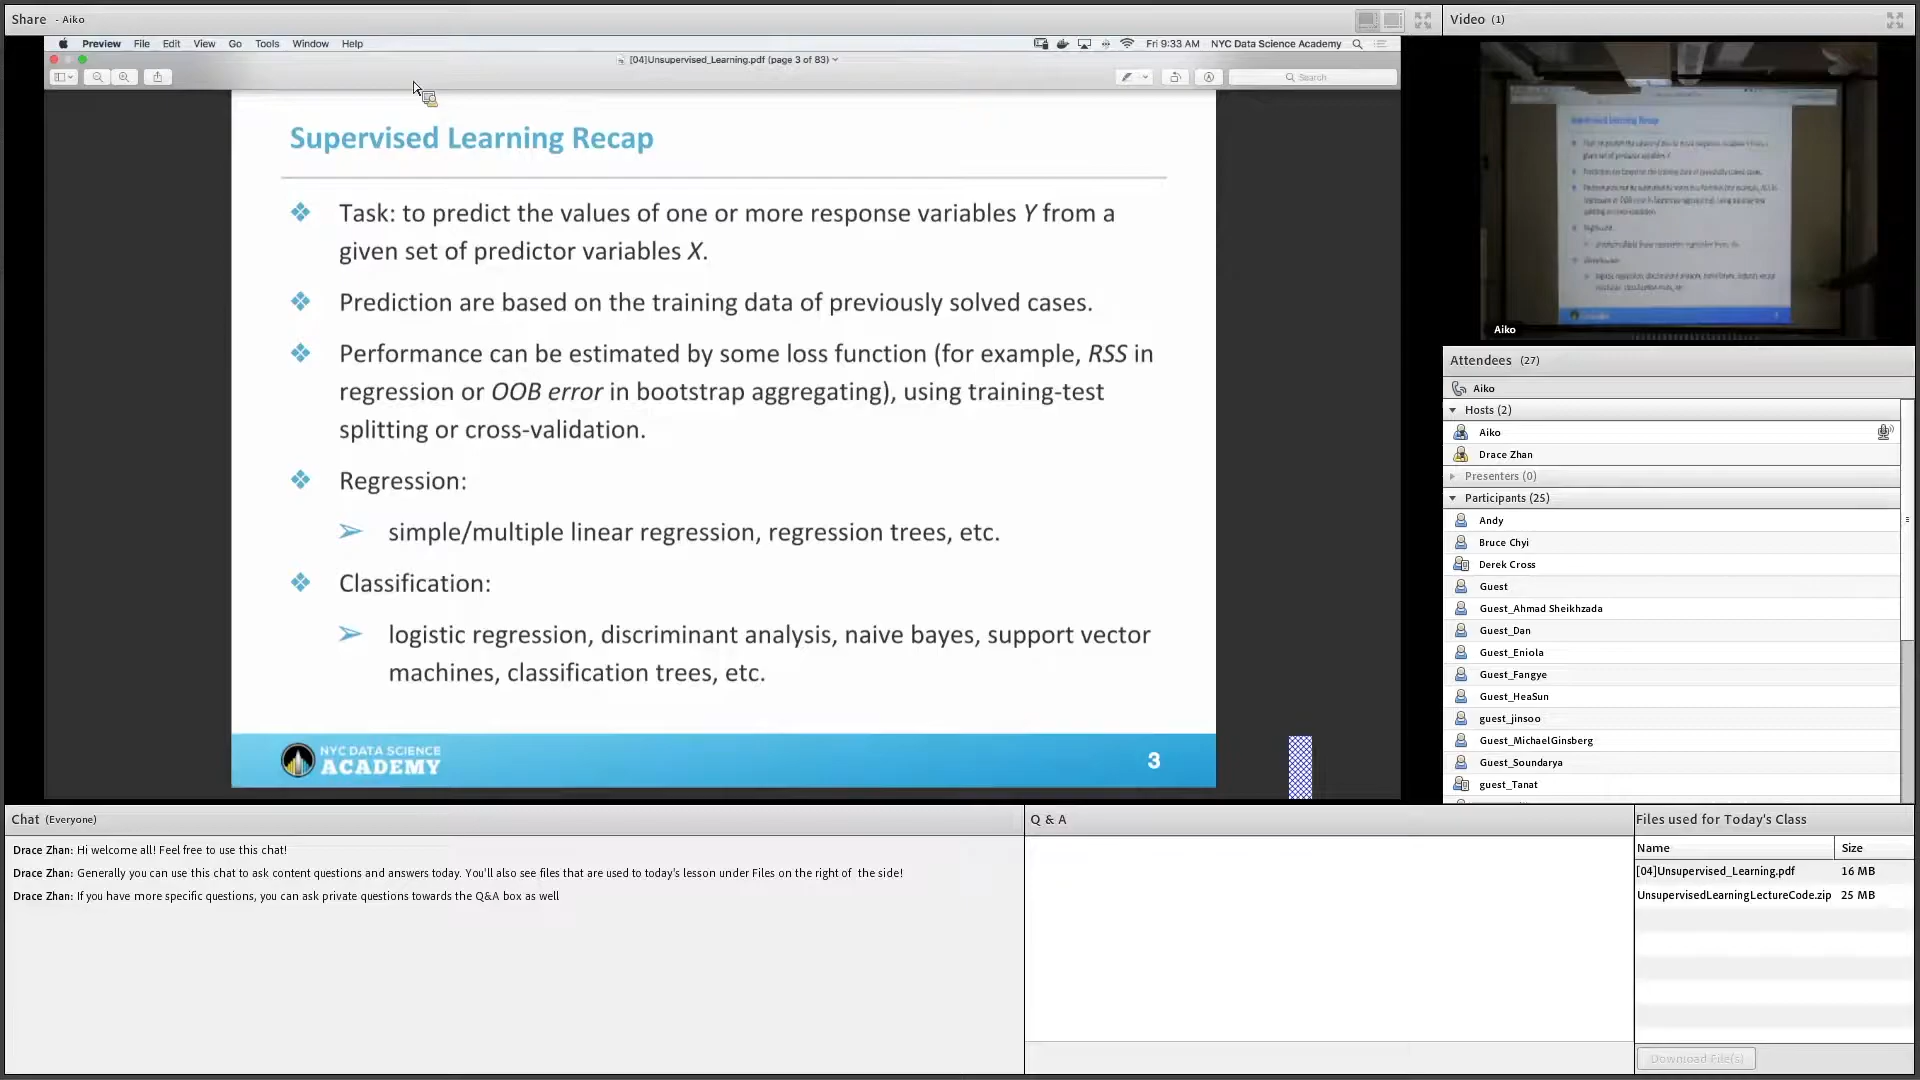 Share - Aiko
Preview File Edit View Go Tools Window Help
Fri 9:33 AM NYC Data Science Academy
[04]Unsupervised_Learning.pdf (page 3 of 83)
Search
Supervised Learning Recap
Task: to predict the values of one or more response variables Y from a
given set of predictor variables X.
Prediction are based on the training data of previously solved cases.
Performance can be estimated by some loss function (for example, RSS in
regression or OOB error in bootstrap aggregating), using training-test
splitting or cross-validation.
Regression:
simple/multiple linear regression, regression trees, etc.
Classification:
logistic regression, discriminant analysis, naive bayes, support vector
machines, classification trees, etc.
NYC DATA SCIENCE
ACADEMY
3
Video (1)
Supervised Learning Recap
Aiko
Attendees (27)
Aiko
Hosts (2)
Aiko
Drace Zhan
Presenters (0)
Participants (25)
Andy
Bruce Chyi
Derek Cross
Guest
Guest_Ahmad Sheikhzada
Guest_Dan
Guest_Eniola
Guest_Fangye
Guest_HeaSun
guest_jinsoo
Guest_MichaelGinsberg
Guest_Soundarya
guest_Tanat
Chat (Everyone)
Drace Zhan: Hi welcome all! Feel free to use this chat!
Drace Zhan: Generally you can use this chat to ask content questions and answers today. You'll also see files that are used to today's lesson under Files on the right of the side!
Drace Zhan: If you have more specific questions, you can ask private questions towards the Q&A box as well
Q & A
Files used for Today's Class
Name Size
[04]Unsupervised_Learning.pdf 16 MB
UnsupervisedLearningLectureCode.zip 25 MB
Download File(s)